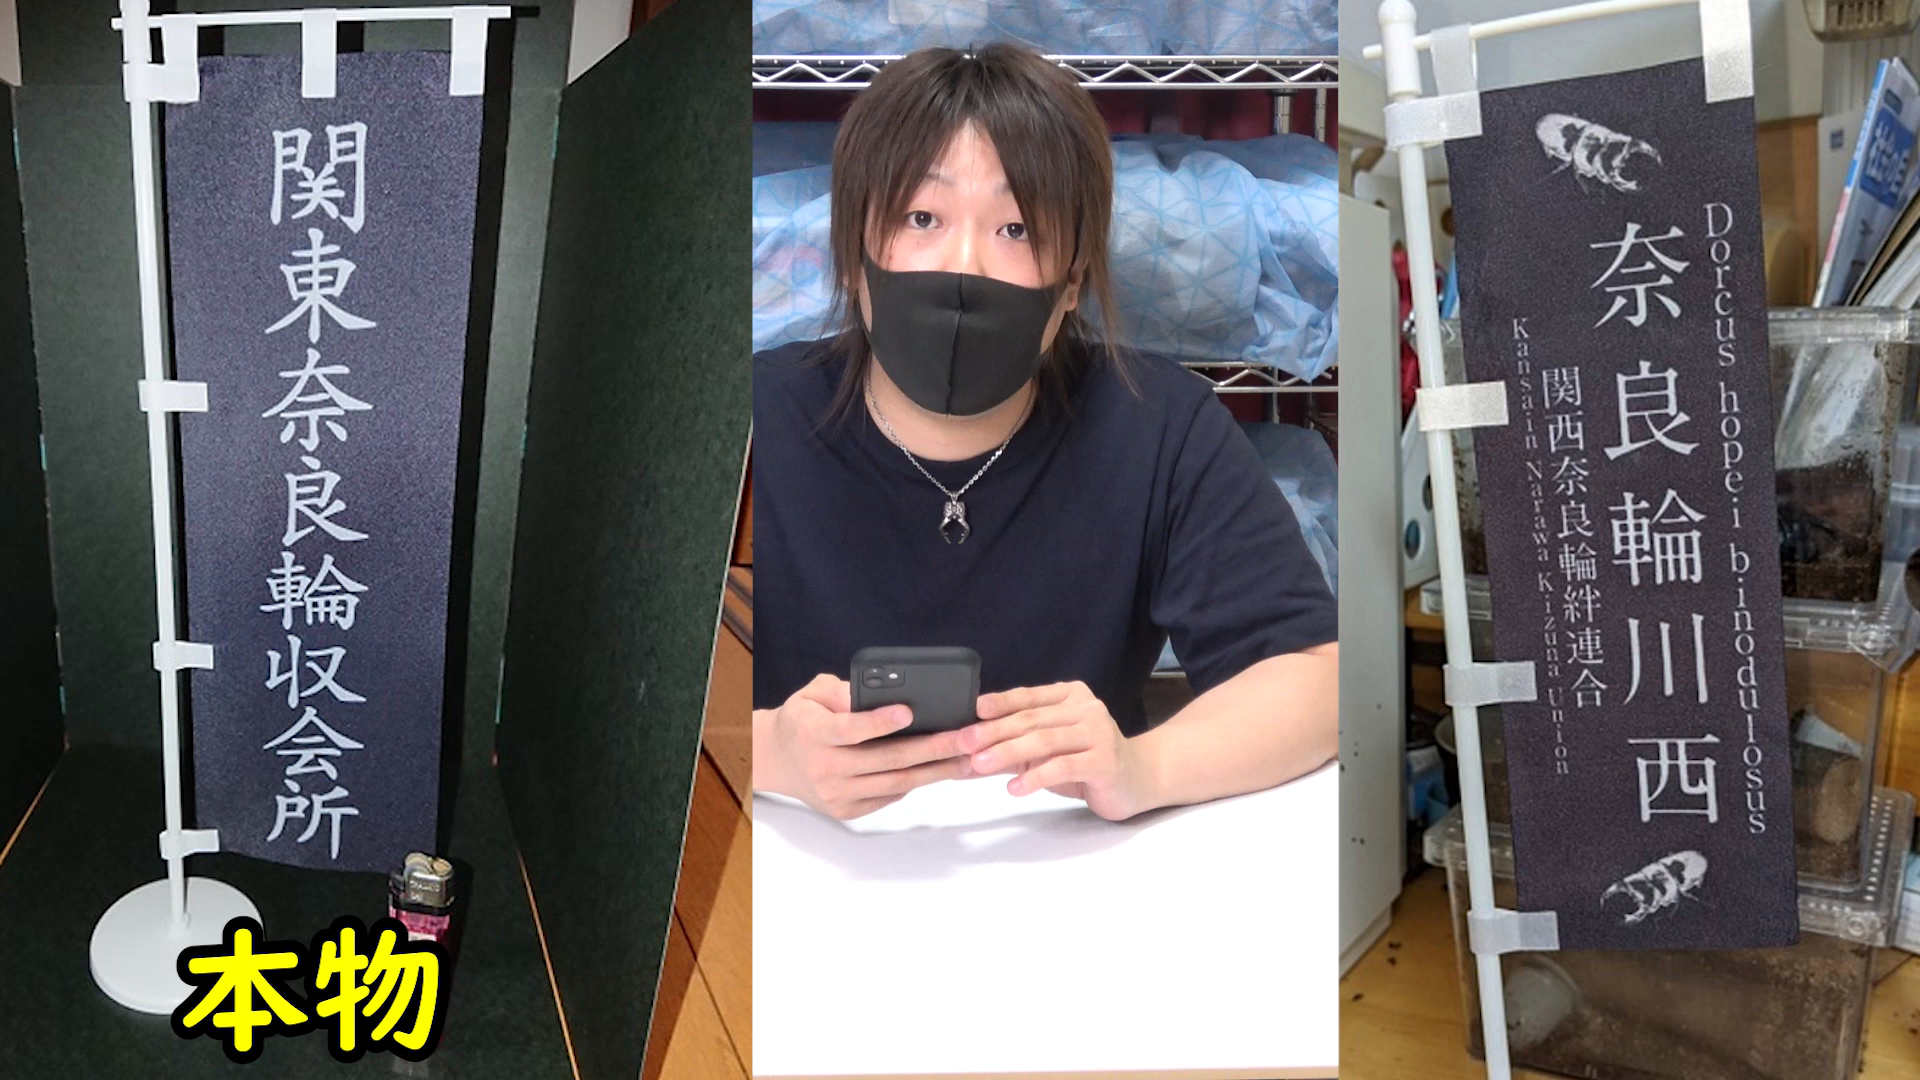 関東奈良輪収会所
本物
Dorcus hopei binodulosus
奈良輪川西
関西奈良輪絆連合
Kansain Narawa Kizuna Union